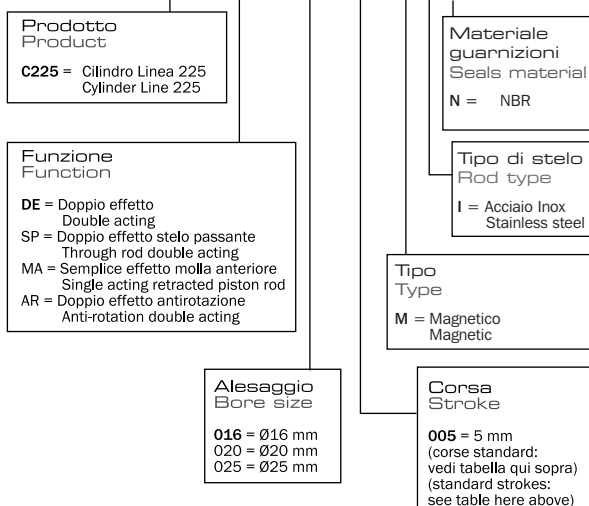 Prodotto
Product
C225 = Cilindro Linea 225
Cylinder Line 225
Funzione
Function
DE = Doppio effetto
Double acting
SP = Doppio effetto stelo passante
Through rod double acting
MA = Semplice effetto molla anteriore
Single acting retracted piston rod
AR = Doppio effetto antirotazione
Anti-rotation double acting
Alesaggio
Bore size
016 = Ø16 mm
020 = Ø20 mm
025 = Ø25 mm
Materiale
guarnizioni
Seals material
N = NBR
Tipo di stelo
Rod type
I = Acciaio Inox
Stainless steel
Tipo
Type
M = Magnetico
Magnetic
Corsa
Stroke
005 = 5 mm
(corse standard:
vedi tabella qui sopra)
(standard strokes:
see table here above)